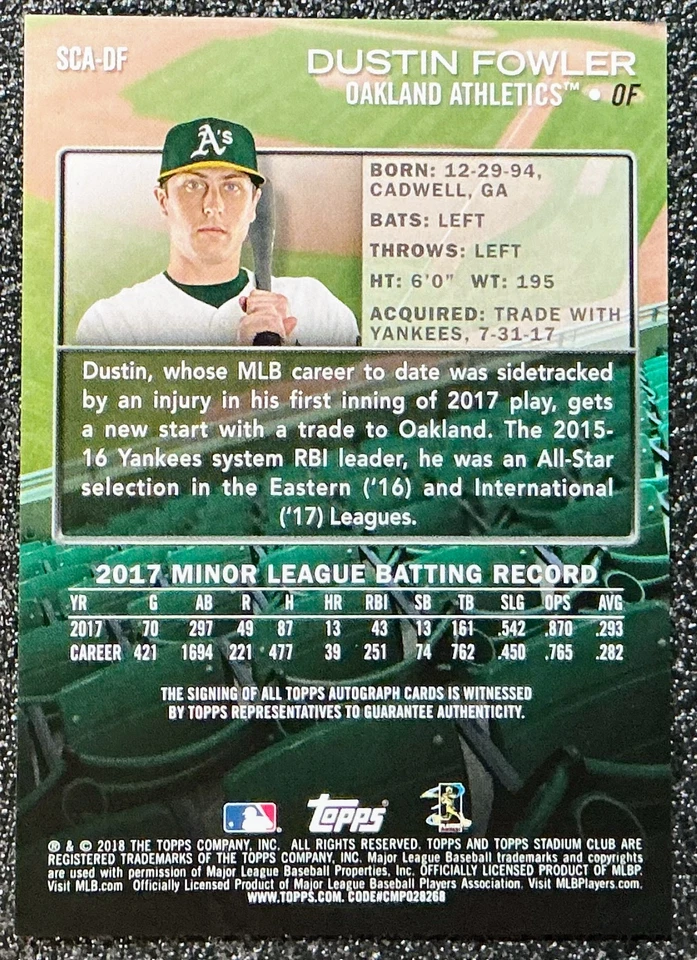 SCA-DF
DUSTIN FOWLER
OAKLAND ATHLETICS™ • OF
A's
BORN: 12-29-94,
CADWELL, GA
BATS: LEFT
THROWS: LEFT
HT: 6'0" WT: 195
ACQUIRED: TRADE WITH
YANKEES, 7-31-17
Dustin, whose MLB career to date was sidetracked
by an injury in his first inning of 2017 play, gets
a new start with a trade to Oakland. The 2015-
16 Yankees system RBI leader, he was an All-Star
selection in the Eastern ('16) and International
('17) Leagues.
2017 MINOR LEAGUE BATTING RECORD
YR G AB R H HR RBI SB TB SLG OPS AVG
2017 70 297 49 87 13 43 13 161 .542 .870 .293
CAREER 421 1694 221 477 39 251 74 762 .450 .765 .282
THE SIGNING OF ALL TOPPS AUTOGRAPH CARDS IS WITNESSED
BY TOPPS REPRESENTATIVES TO GUARANTEE AUTHENTICITY.
Topps
® & © 2018 THE TOPPS COMPANY, INC. ALL RIGHTS RESERVED. TOPPS AND TOPPS STADIUM CLUB ARE
REGISTERED TRADEMARKS OF THE TOPPS COMPANY, INC. Major League Baseball trademarks and copyrights
are used with permission of Major League Baseball Properties, Inc. OFFICIALLY LICENSED PRODUCT OF MLBP.
Visit MLB.com Officially Licensed Product of Major League Baseball Players Association. Visit MLBPlayers.com.
WWW.TOPPS.COM. CODE#CMP028268